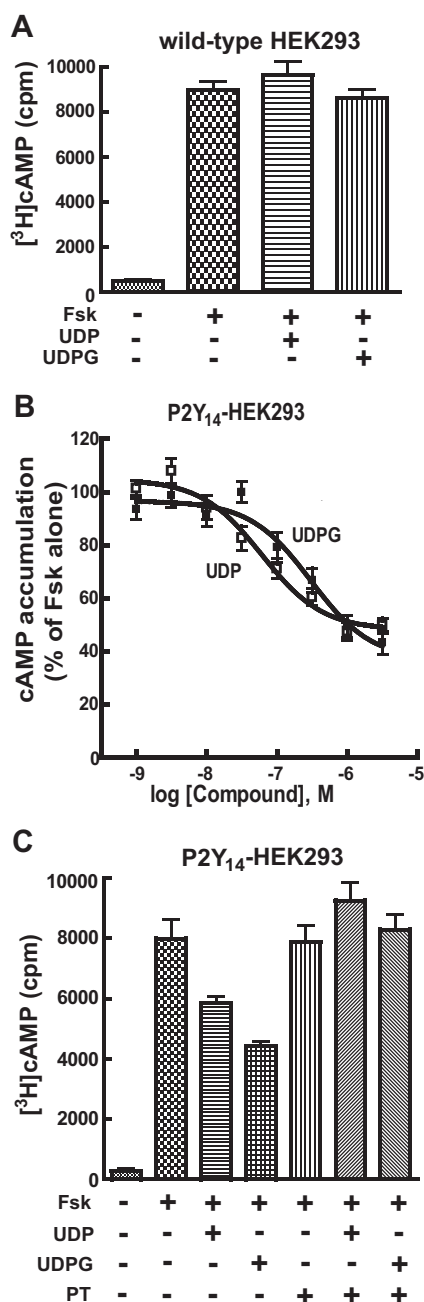 A
wild-type HEK293
[³H]cAMP (cpm)
10000
8000
6000
4000
2000
0
Fsk - + + +
UDP - - + -
UDPG - - - +
B
P2Y₁₄-HEK293
cAMP accumulation
(% of Fsk alone)
120
100
80
60
40
20
0
UDPG
UDP
-9 -8 -7 -6 -5
log [Compound], M
C
P2Y₁₄-HEK293
[³H]cAMP (cpm)
10000
8000
6000
4000
2000
0
Fsk - + + + + + +
UDP - - + - - + -
UDPG - - - + - - +
PT - - - - + + +